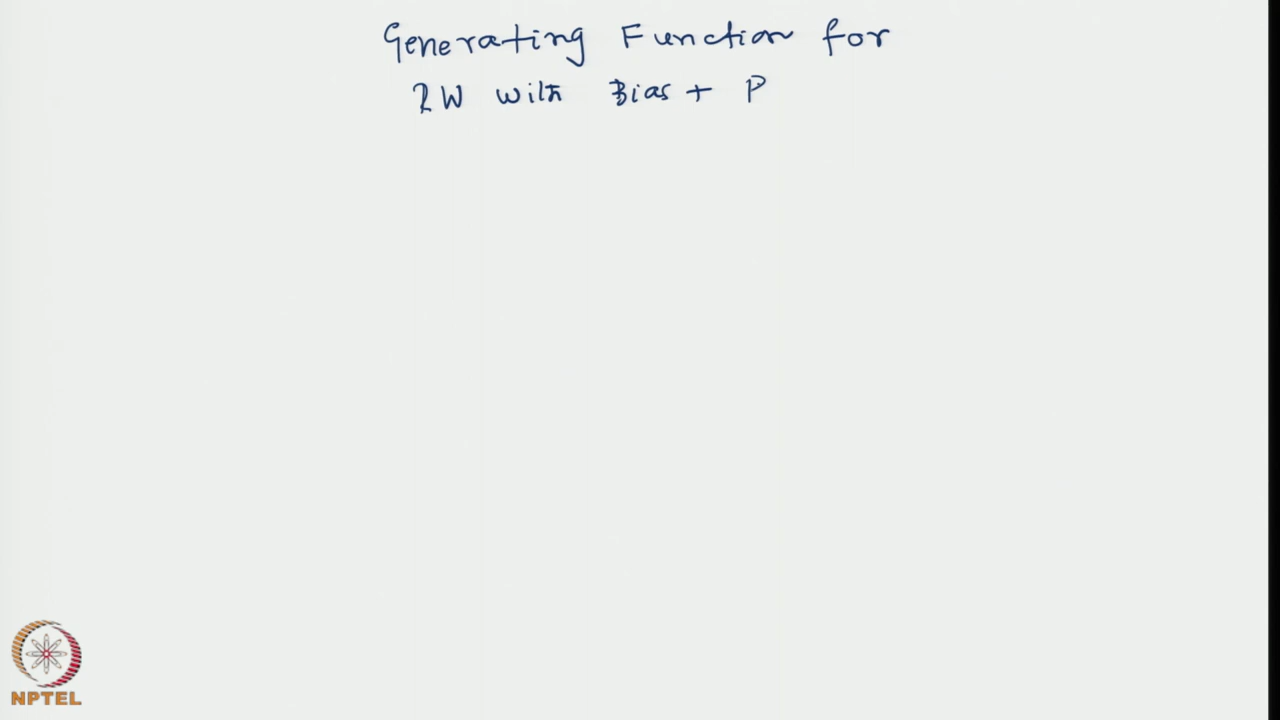 Generating Function for
RW with Bias + P
NPTEL